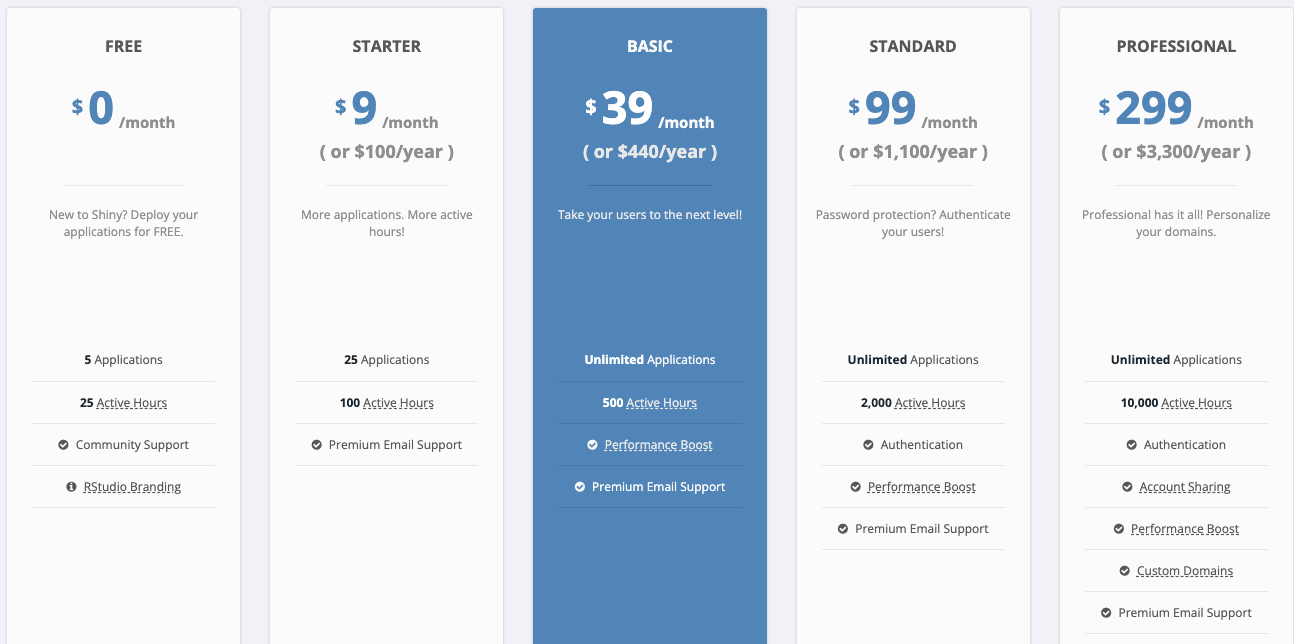 FREE
$ 0 /month
New to Shiny? Deploy your
applications for FREE.
5 Applications
25 Active Hours
Community Support
RStudio Branding
STARTER
$ 9 /month
( or $100/year )
More applications. More active
hours!
25 Applications
100 Active Hours
Premium Email Support
BASIC
$ 39 /month
( or $440/year )
Take your users to the next level!
Unlimited Applications
500 Active Hours
Performance Boost
Premium Email Support
STANDARD
$ 99 /month
( or $1,100/year )
Password protection? Authenticate
your users!
Unlimited Applications
2,000 Active Hours
Authentication
Performance Boost
Premium Email Support
PROFESSIONAL
$ 299 /month
( or $3,300/year )
Professional has it all! Personalize
your domains.
Unlimited Applications
10,000 Active Hours
Authentication
Account Sharing
Performance Boost
Custom Domains
Premium Email Support